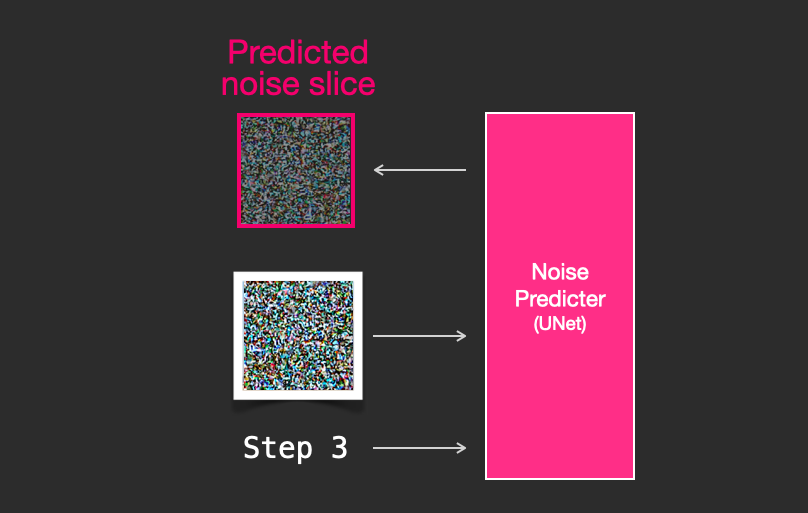 Predicted
noise slice
Noise
Predicter
(UNet)
Step 3